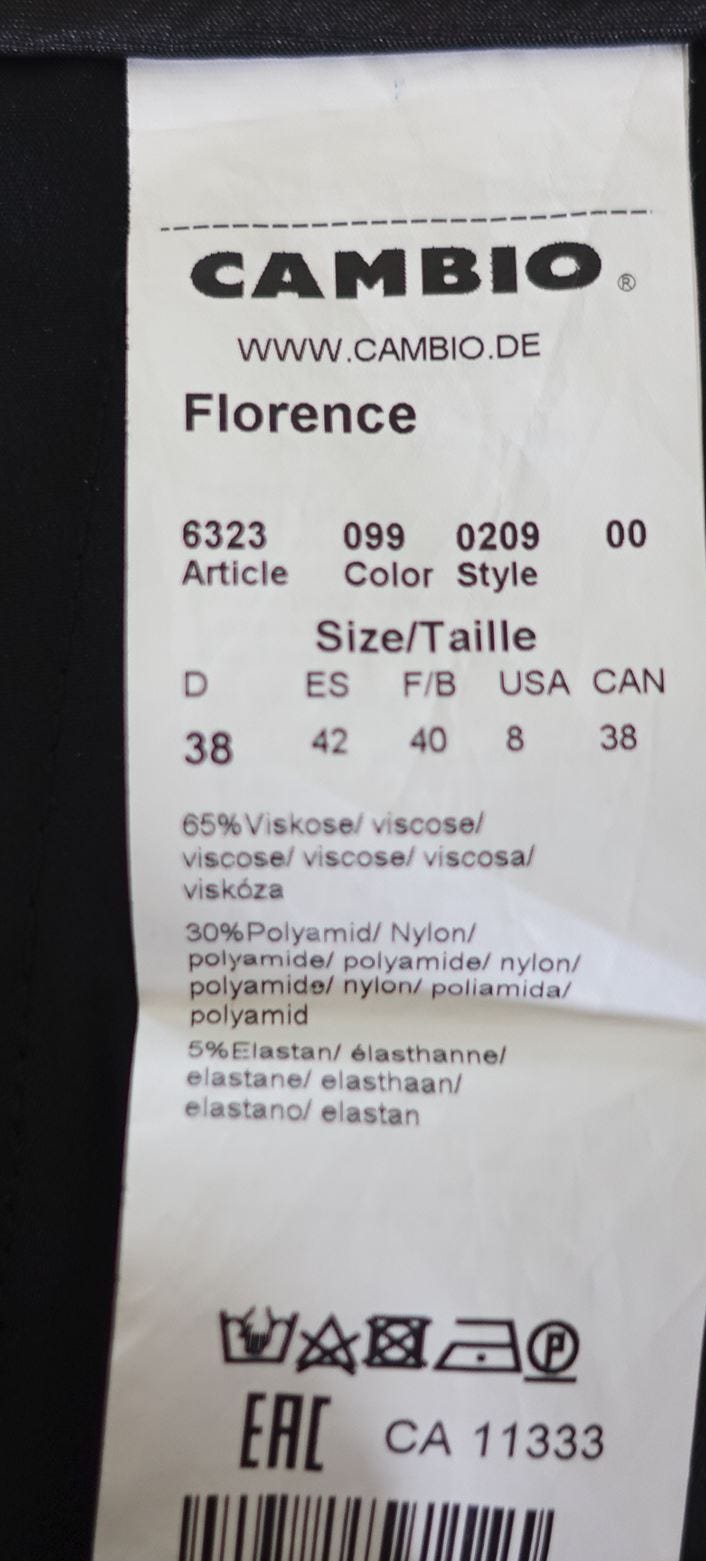 CAMBIO ®
WWW.CAMBIO.DE
Florence
6323 099 0209 00
Article Color Style
Size/Taille
D ES F/B USA CAN
38 42 40 8 38
65%Viskose/ viscose/
viscose/ viscose/ viscosa/
viskóza
30%Polyamid/ Nylon/
polyamide/ polyamide/ nylon/
polyamide/ nylon/ poliamida/
polyamid
5%Elastan/ élasthanne/
elastane/ elasthaan/
elastano/ elastan
P
EAC CA 11333